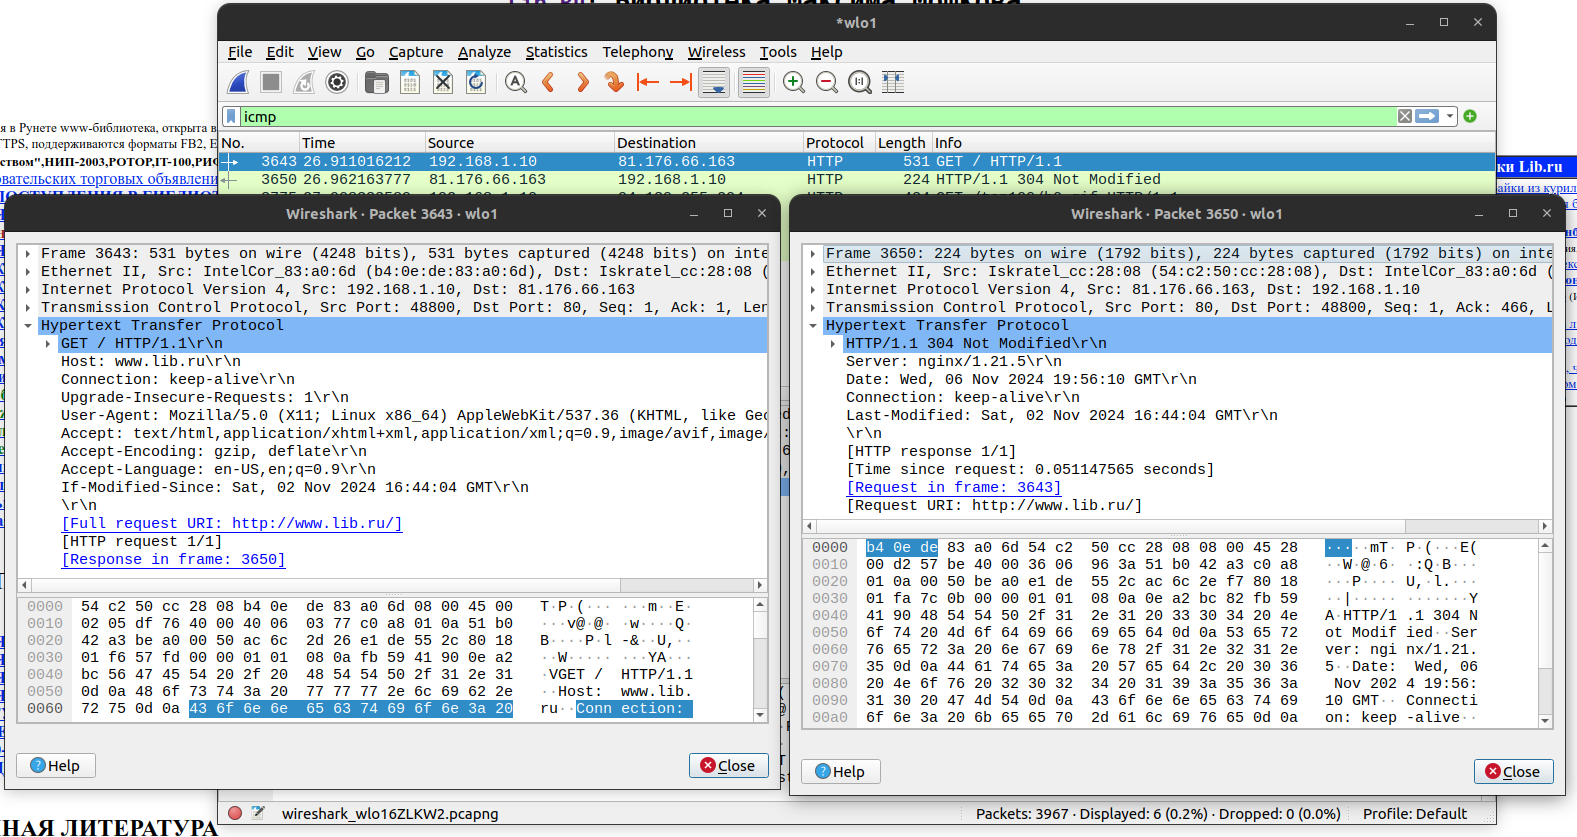 *wlo1
File Edit View Go Capture Analyze Statistics Telephony Wireless Tools Help
icmp
No. Time Source Destination Protocol Length Info
3643 26.911016212 192.168.1.10 81.176.66.163 HTTP 531 GET / HTTP/1.1
3650 26.962163777 81.176.66.163 192.168.1.10 HTTP 224 HTTP/1.1 304 Not Modified
я в Рунете www-библиотека, открыта в
TTPS, поддерживаются форматы FB2, E
ством",НИП-2003,РОТОР,IT-100,РИФ
овательских торговых объявлени
ки Lib.ru
Wireshark · Packet 3643 · wlo1
Frame 3643: 531 bytes on wire (4248 bits), 531 bytes captured (4248 bits) on inte
Ethernet II, Src: IntelCor_83:a0:6d (b4:0e:de:83:a0:6d), Dst: Iskratel_cc:28:08 (
Internet Protocol Version 4, Src: 192.168.1.10, Dst: 81.176.66.163
Transmission Control Protocol, Src Port: 48800, Dst Port: 80, Seq: 1, Ack: 1, Len
Hypertext Transfer Protocol
GET / HTTP/1.1\r\n
Host: www.lib.ru\r\n
Connection: keep-alive\r\n
Upgrade-Insecure-Requests: 1\r\n
User-Agent: Mozilla/5.0 (X11; Linux x86_64) AppleWebKit/537.36 (KHTML, like Gec
Accept: text/html,application/xhtml+xml,application/xml;q=0.9,image/avif,image/
Accept-Encoding: gzip, deflate\r\n
Accept-Language: en-US,en;q=0.9\r\n
If-Modified-Since: Sat, 02 Nov 2024 16:44:04 GMT\r\n
\r\n
[Full request URI: http://www.lib.ru/]
[HTTP request 1/1]
[Response in frame: 3650]
0000 54 c2 50 cc 28 08 b4 0e de 83 a0 6d 08 00 45 00 T·P·(··· ···m··E·
0010 02 05 df 76 40 00 40 06 03 77 c0 a8 01 0a 51 b0 ···v@·@· ·w····Q·
0020 42 a3 be a0 00 50 ac 6c 2d 26 e1 de 55 2c 80 18 B····P·l -&··U,··
0030 01 f6 57 fd 00 00 01 01 08 0a fb 59 41 90 0e a2 ··W····· ···YA···
0040 bc 56 47 45 54 20 2f 20 48 54 54 50 2f 31 2e 31 ·VGET / HTTP/1.1
0050 0d 0a 48 6f 73 74 3a 20 77 77 77 2e 6c 69 62 2e ··Host: www.lib.
0060 72 75 0d 0a 43 6f 6e 6e 65 63 74 69 6f 6e 3a 20 ru··Conn ection:
Help Close
Wireshark · Packet 3650 · wlo1
Frame 3650: 224 bytes on wire (1792 bits), 224 bytes captured (1792 bits) on inte
Ethernet II, Src: Iskratel_cc:28:08 (54:c2:50:cc:28:08), Dst: IntelCor_83:a0:6d (
Internet Protocol Version 4, Src: 81.176.66.163, Dst: 192.168.1.10
Transmission Control Protocol, Src Port: 80, Dst Port: 48800, Seq: 1, Ack: 466, L
Hypertext Transfer Protocol
HTTP/1.1 304 Not Modified\r\n
Server: nginx/1.21.5\r\n
Date: Wed, 06 Nov 2024 19:56:10 GMT\r\n
Connection: keep-alive\r\n
Last-Modified: Sat, 02 Nov 2024 16:44:04 GMT\r\n
\r\n
[HTTP response 1/1]
[Time since request: 0.051147565 seconds]
[Request in frame: 3643]
[Request URI: http://www.lib.ru/]
0000 b4 0e de 83 a0 6d 54 c2 50 cc 28 08 08 00 45 28 ·····mT· P·(···E(
0010 00 d2 57 be 40 00 36 06 96 3a 51 b0 42 a3 c0 a8 ··W·@·6· ·:Q·B···
0020 01 0a 00 50 be a0 e1 de 55 2c ac 6c 2e f7 80 18 ···P···· U,·l.···
0030 01 fa 7c 0b 00 00 01 01 08 0a 0e a2 bc 82 fb 59 ··|····· ·······Y
0040 41 90 48 54 54 50 2f 31 2e 31 20 33 30 34 20 4e A·HTTP/1 .1 304 N
0050 6f 74 20 4d 6f 64 69 66 69 65 64 0d 0a 53 65 72 ot Modif ied··Ser
0060 76 65 72 3a 20 6e 67 69 6e 78 2f 31 2e 32 31 2e ver: ngi nx/1.21.
0070 35 0d 0a 44 61 74 65 3a 20 57 65 64 2c 20 30 36 5··Date: Wed, 06
0080 20 4e 6f 76 20 32 30 32 34 20 31 39 3a 35 36 3a Nov 202 4 19:56:
0090 31 30 20 47 4d 54 0d 0a 43 6f 6e 6e 65 63 74 69 10 GMT·· Connecti
00a0 6f 6e 3a 20 6b 65 65 70 2d 61 6c 69 76 65 0d 0a on: keep -alive··
Help Close
wireshark_wlo16ZLKW2.pcapng Packets: 3967 · Displayed: 6 (0.2%) · Dropped: 0 (0.0%) Profile: Default
НАЯ ЛИТЕРАТУРА